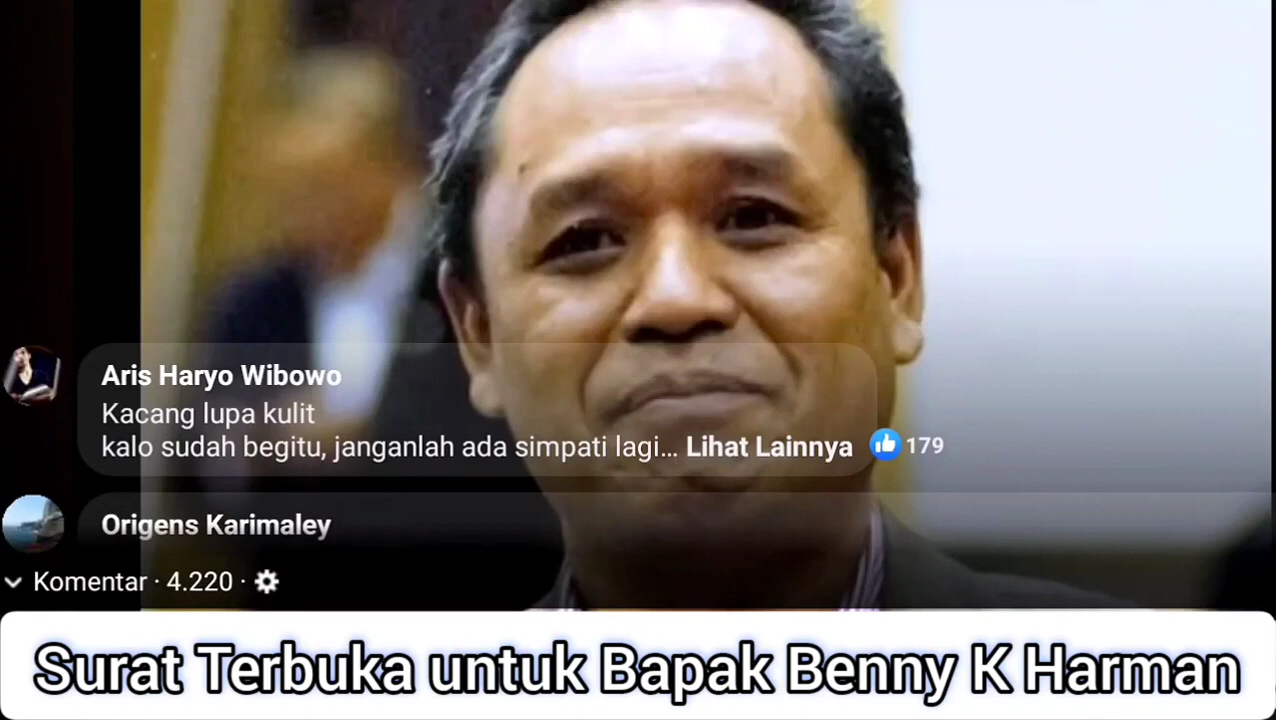 Aris Haryo Wibowo
Kacang lupa kulit
kalo sudah begitu, janganlah ada simpati lagi... Lihat Lainnya 179
Origens Karimaley
Komentar · 4.220 ·
Surat Terbuka untuk Bapak Benny K Harman